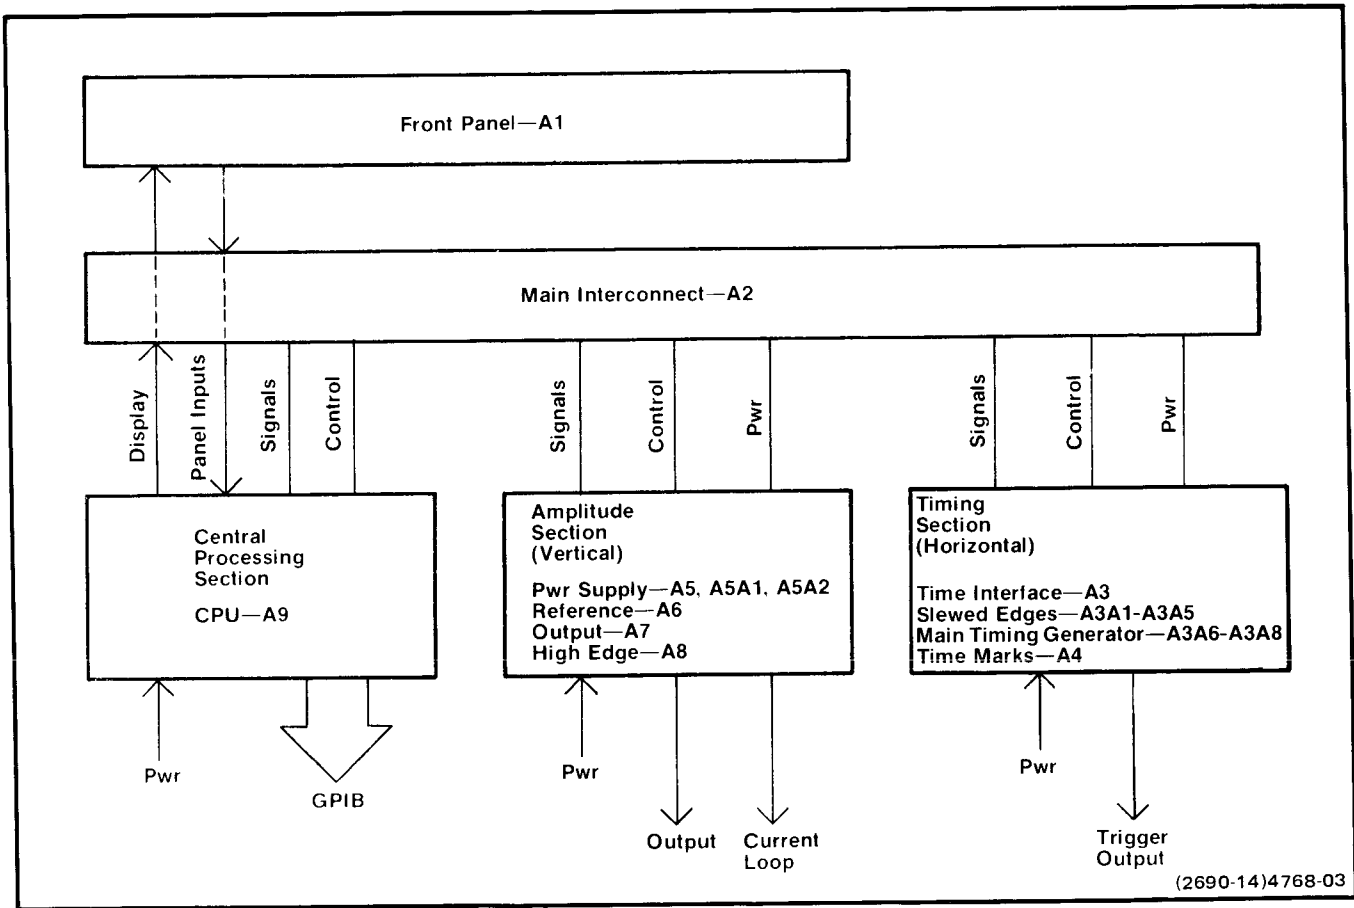 Front Panel—A1
Main Interconnect—A2
Display
Panel Inputs
Signals
Control
Signals
Control
Pwr
Signals
Control
Pwr
Central
Processing
Section
CPU—A9
Amplitude
Section
(Vertical)
Pwr Supply—A5, A5A1, A5A2
Reference—A6
Output—A7
High Edge—A8
Timing
Section
(Horizontal)
Time Interface—A3
Slewed Edges—A3A1-A3A5
Main Timing Generator—A3A6-A3A8
Time Marks—A4
Pwr
GPIB
Pwr
Output
Current
Loop
Pwr
Trigger
Output
(2690-14)4768-03